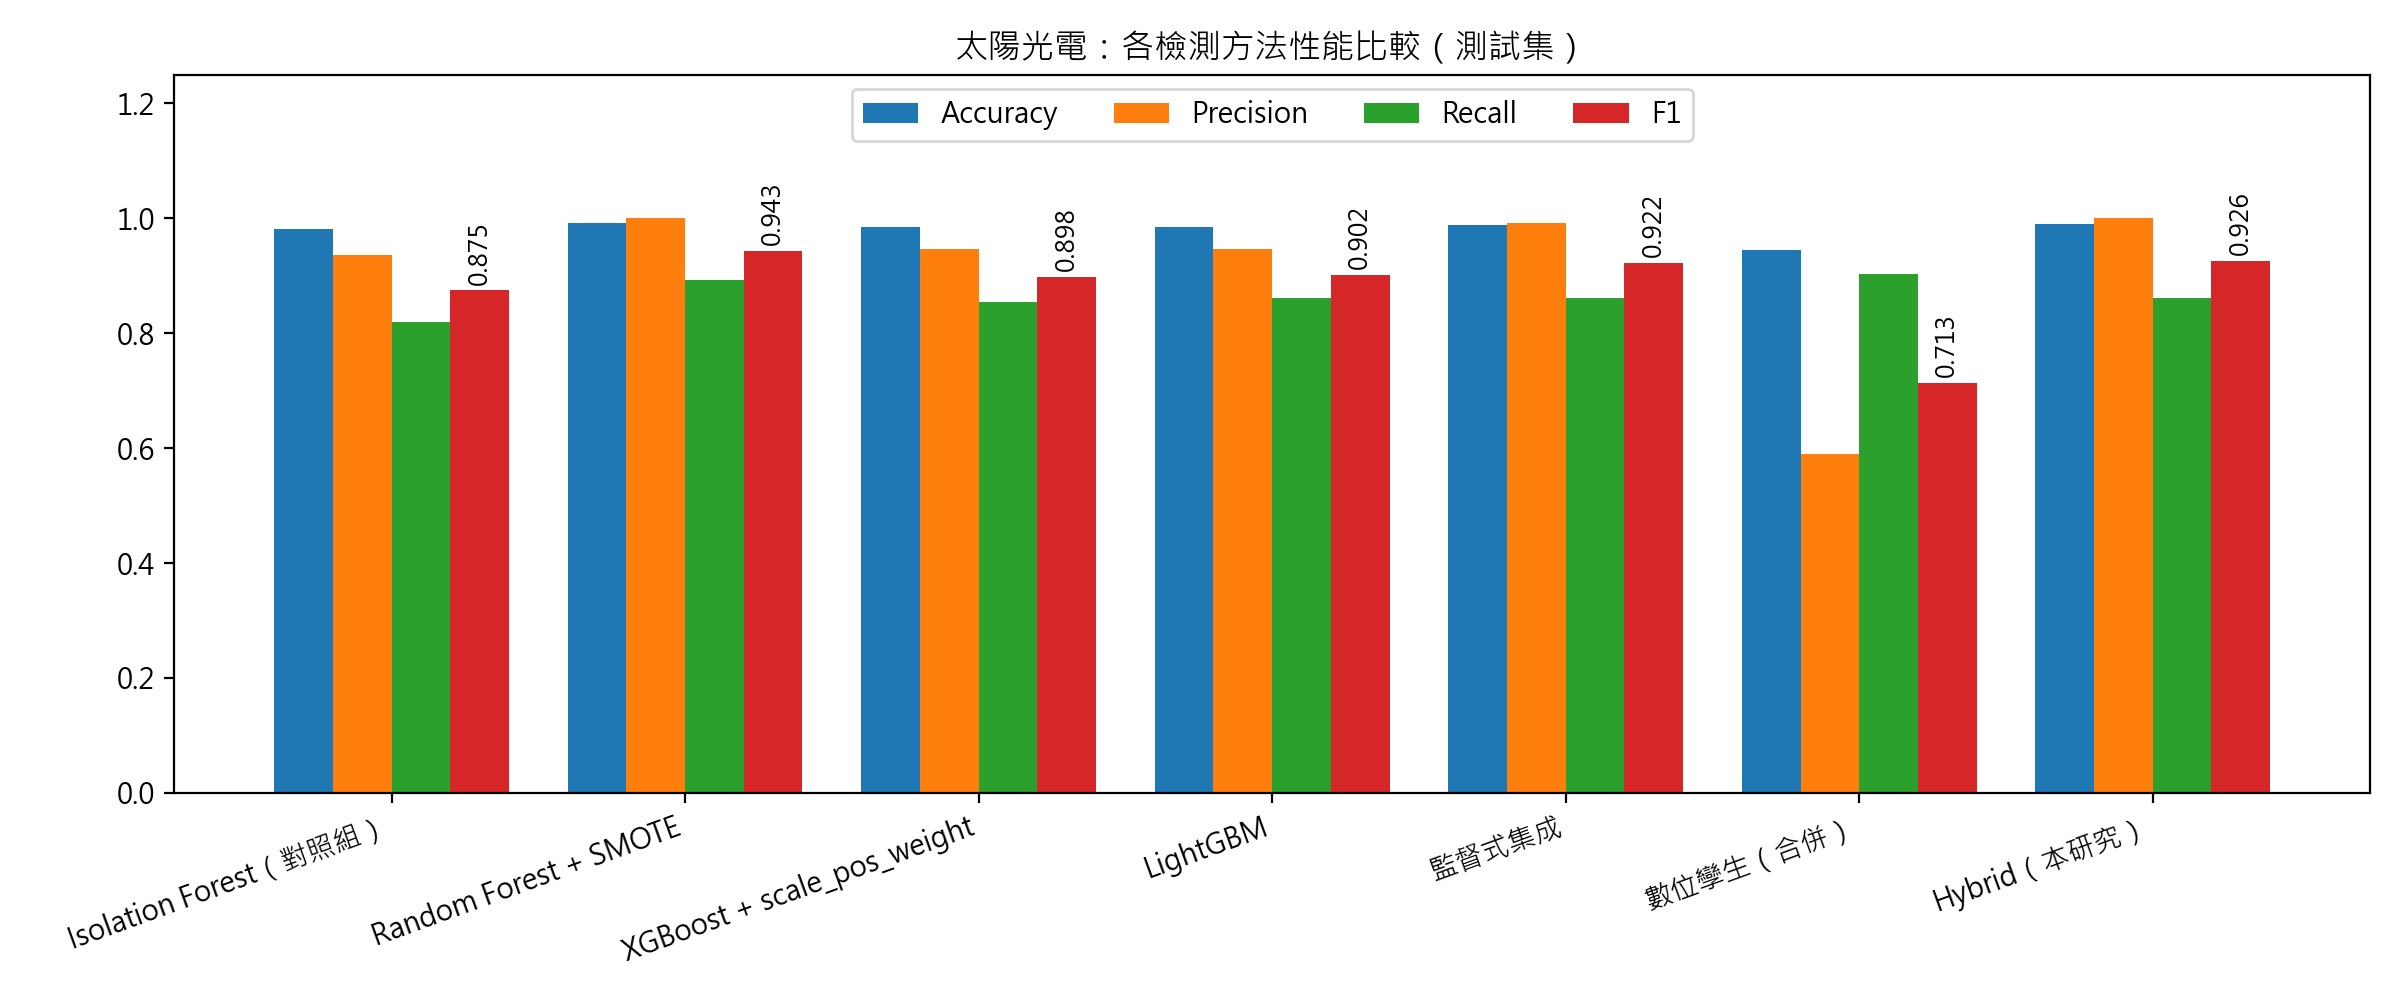 太陽光電：各檢測方法性能比較（測試集）
Accuracy Precision Recall F1
1.2
1.0
0.8
0.6
0.4
0.2
0.0
0.875
0.943
0.898
0.902
0.922
0.713
0.926
Isolation Forest（對照組）
Random Forest + SMOTE
XGBoost + scale_pos_weight
LightGBM
監督式集成
數位孿生（合併）
Hybrid（本研究）